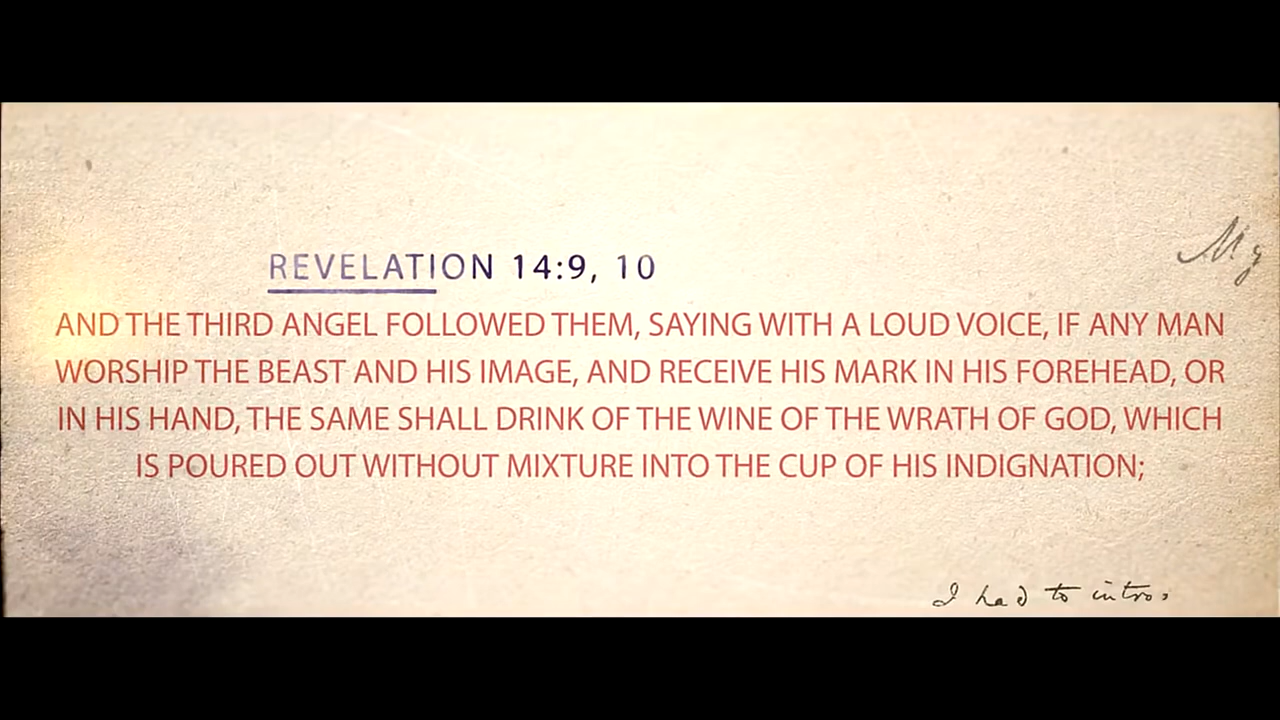 My
REVELATION 14:9, 10
AND THE THIRD ANGEL FOLLOWED THEM, SAYING WITH A LOUD VOICE, IF ANY MAN
WORSHIP THE BEAST AND HIS IMAGE, AND RECEIVE HIS MARK IN HIS FOREHEAD, OR
IN HIS HAND, THE SAME SHALL DRINK OF THE WINE OF THE WRATH OF GOD, WHICH
IS POURED OUT WITHOUT MIXTURE INTO THE CUP OF HIS INDIGNATION;
I had to intro